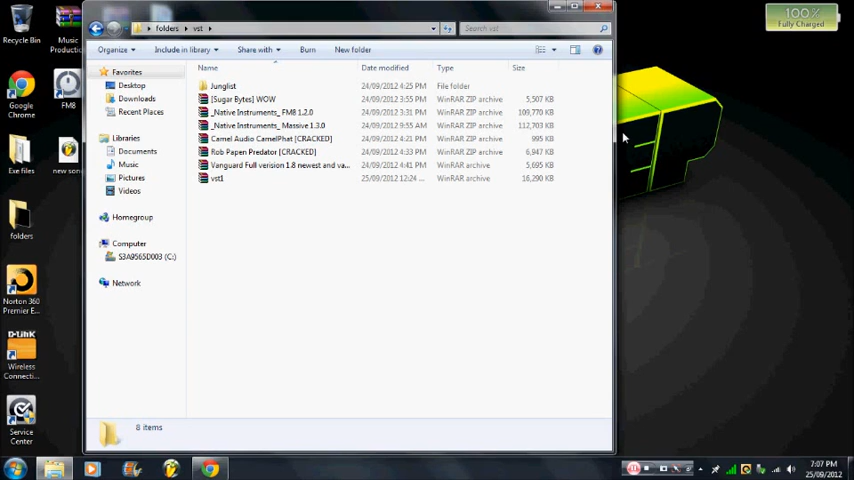 folders vst
Search vst
Organize Include in library Share with Burn New folder
Favorites
Desktop
Downloads
Recent Places
Libraries
Documents
Music
Pictures
Videos
Homegroup
Computer
S3A9565D003 (C:)
Network
Name Date modified Type Size
Junglist 24/09/2012 4:25 PM File folder
[Sugar Bytes] WOW 24/09/2012 3:55 PM WinRAR ZIP archive 5,507 KB
_Native Instruments_ FM8 1.2.0 24/09/2012 3:31 PM WinRAR ZIP archive 109,770 KB
_Native Instruments_ Massive 1.3.0 24/09/2012 9:55 AM WinRAR ZIP archive 112,703 KB
Camel Audio CamelPhat [CRACKED] 24/09/2012 4:21 PM WinRAR ZIP archive 995 KB
Rob Papen Predator [CRACKED] 24/09/2012 4:33 PM WinRAR ZIP archive 6,947 KB
Vanguard Full version 1.8 newest and va... 24/09/2012 4:21 PM WinRAR archive 5,695 KB
vst1 25/09/2012 12:24 ... WinRAR archive 16,290 KB
8 items
Recycle Bin
Music Productio...
Google Chrome
FM8
Exe files
new song
folders
Norton 360 Premier E...
D-Link
Wireless Connecti...
Service Center
100%
Fully Charged
7:07 PM
25/09/2012